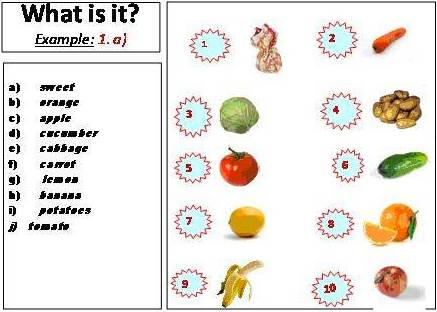 What is it?
Example: 1. a)
a) sweet
b) orange
c) apple
d) cucumber
e) cabbage
f) carrot
g) lemon
h) banana
i) potatoes
j) tomato
1
2
3
4
5
6
7
8
9
10